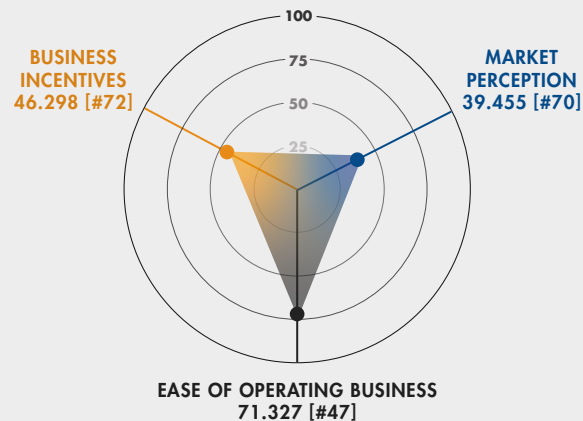 100
75
50
25
BUSINESS
INCENTIVES
46.298 [#72]
MARKET
PERCEPTION
39.455 [#70]
EASE OF OPERATING BUSINESS
71.327 [#47]